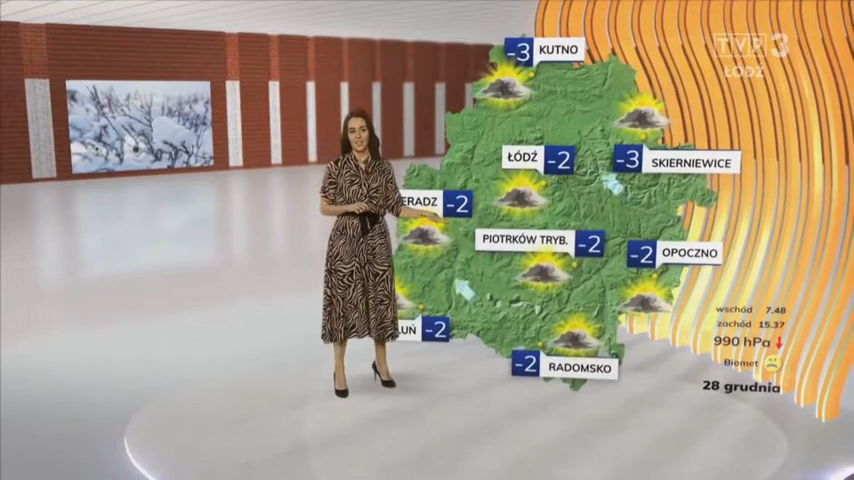 TVP3
ŁÓDŹ
-3 KUTNO
ŁÓDŹ -2
-3 SKIERNIEWICE
ERADZ -2
PIOTRKÓW TRYB. -2
-2 OPOCZNO
UŃ -2
-2 RADOMSKO
wschód 7.48
zachód 15.37
990 hPa
Biomet
28 grudnia